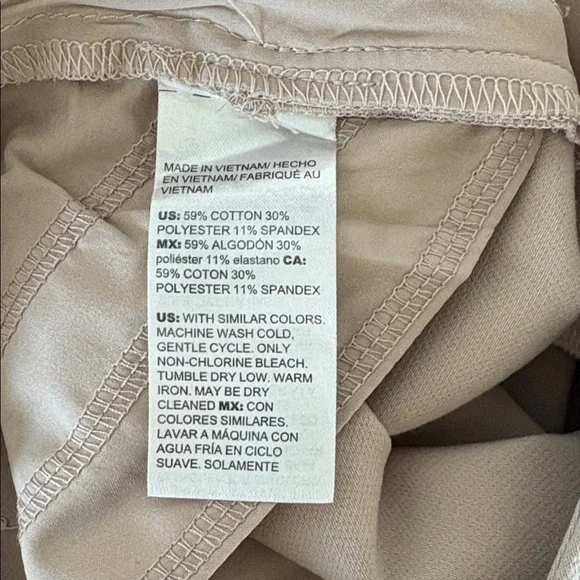 MADE IN VIETNAM/ HECHO
EN VIETNAM/ FABRIQUÉ AU
VIETNAM
US: 59% COTTON 30%
POLYESTER 11% SPANDEX
MX: 59% ALGODÓN 30%
poliéster 11% elastano CA:
59% COTON 30%
POLYESTER 11% SPANDEX
US: WITH SIMILAR COLORS.
MACHINE WASH COLD,
GENTLE CYCLE. ONLY
NON-CHLORINE BLEACH.
TUMBLE DRY LOW. WARM
IRON. MAY BE DRY
CLEANED MX: CON
COLORES SIMILARES.
LAVAR A MÁQUINA CON
AGUA FRÍA EN CICLO
SUAVE. SOLAMENTE